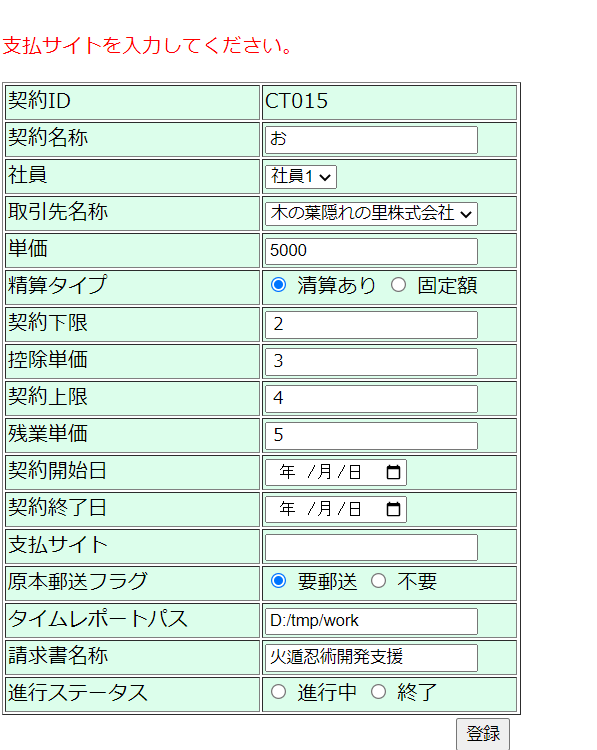 支払サイトを入力してください。
契約ID CT015
契約名称 お
社員 社員1
取引先名称 木の葉隠れの里株式会社
単価 5000
精算タイプ 清算あり 固定額
契約下限 2
控除単価 3
契約上限 4
残業単価 5
契約開始日 年 /月/日
契約終了日 年 /月/日
支払サイト
原本郵送フラグ 要郵送 不要
タイムレポートパス D:/tmp/work
請求書名称 火遁忍術開発支援
進行ステータス 進行中 終了
登録